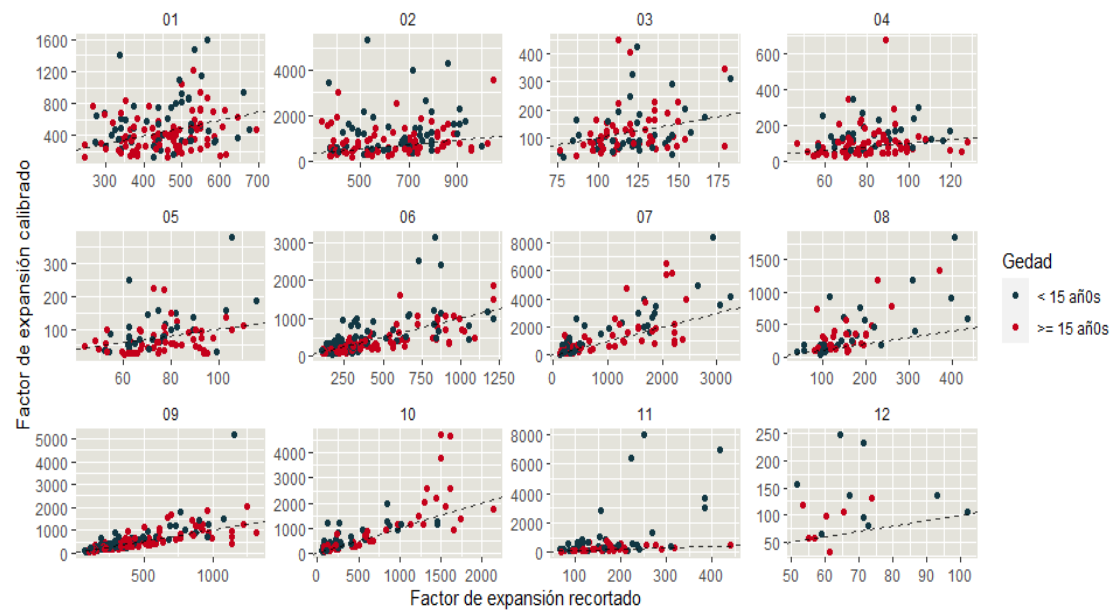 01 02 03 04
1600
1200
800
400
300 400 500 600 700
4000
2000
0
500 700 900
400
300
200
100
0
75 100 125 150 175
600
400
200
0
60 80 100 120
05 06 07 08
300
200
100
60 80 100
3000
2000
1000
0
250 500 750 1000 1250
8000
6000
4000
2000
0
0 1000 2000 3000
1500
1000
500
0
100 200 300 400
09 10 11 12
5000
4000
3000
2000
1000
0
500 1000
4000
3000
2000
1000
0
0 500 1000 1500 2000
8000
6000
4000
2000
0
100 200 300 400
250
200
150
100
50
50 60 70 80 90 100
Factor de expansión calibrado
Factor de expansión recortado
Gedad
< 15 añ0s
>= 15 añ0s